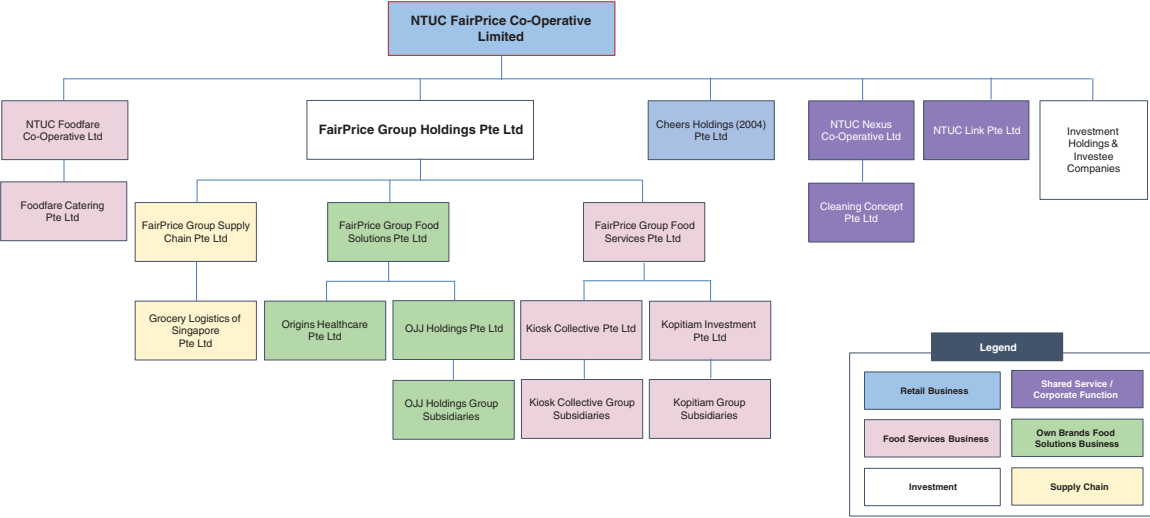 NTUC FairPrice Co-Operative
Limited
NTUC Foodfare
Co-Operative Ltd
FairPrice Group Holdings Pte Ltd
Cheers Holdings (2004)
Pte Ltd
NTUC Nexus
Co-Operative Ltd
NTUC Link Pte Ltd
Investment
Holdings &
Investee
Companies
Foodfare Catering
Pte Ltd
Cleaning Concept
Pte Ltd
FairPrice Group Supply
Chain Pte Ltd
FairPrice Group Food
Solutions Pte Ltd
FairPrice Group Food
Services Pte Ltd
Grocery Logistics of
Singapore
Pte Ltd
Origins Healthcare
Pte Ltd
OJJ Holdings Pte Ltd
Kiosk Collective Pte Ltd
Kopitiam Investment
Pte Ltd
OJJ Holdings Group
Subsidiaries
Kiosk Collective Group
Subsidiaries
Kopitiam Group
Subsidiaries
Legend
Retail Business
Shared Service /
Corporate Function
Food Services Business
Own Brands Food
Solutions Business
Investment
Supply Chain